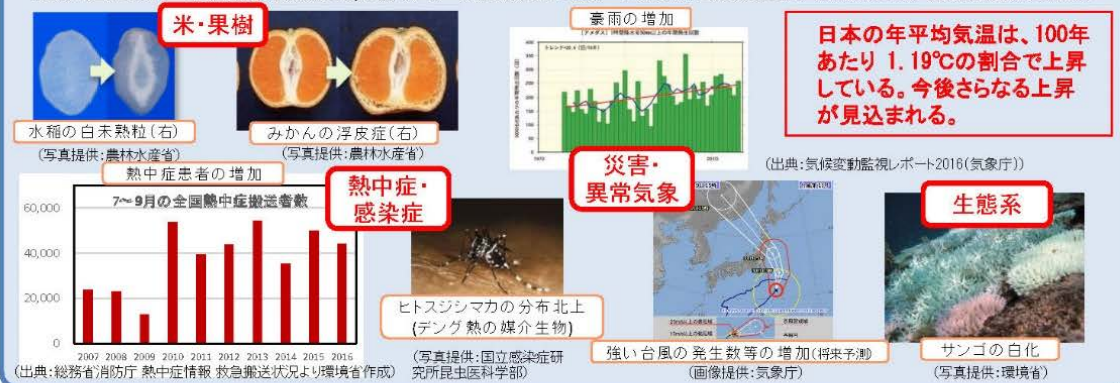 米・果樹
水稲の白未熟粒(右)
(写真提供:農林水産省)
みかんの浮皮症(右)
(写真提供:農林水産省)
豪雨の増加
日本の年平均気温は、100年
あたり 1.19℃の割合で上昇
している。今後さらなる上昇
が見込まれる。
(出典:気候変動監視レポート2016(気象庁))
熱中症患者の増加
7～9月の全国熱中症搬送者数
60,000
40,000
20,000
0
2007 2008 2009 2010 2011 2012 2013 2014 2015 2016
(出典:総務省消防庁 熱中症情報 救急搬送状況より環境省作成)
熱中症・
感染症
ヒトスジシマカの分布北上
(デング熱の媒介生物)
(写真提供:国立感染症研
究所昆虫医科学部)
災害・
異常気象
強い台風の発生数等の増加(将来予測)
(画像提供:気象庁)
生態系
サンゴの白化
(写真提供:環境省)